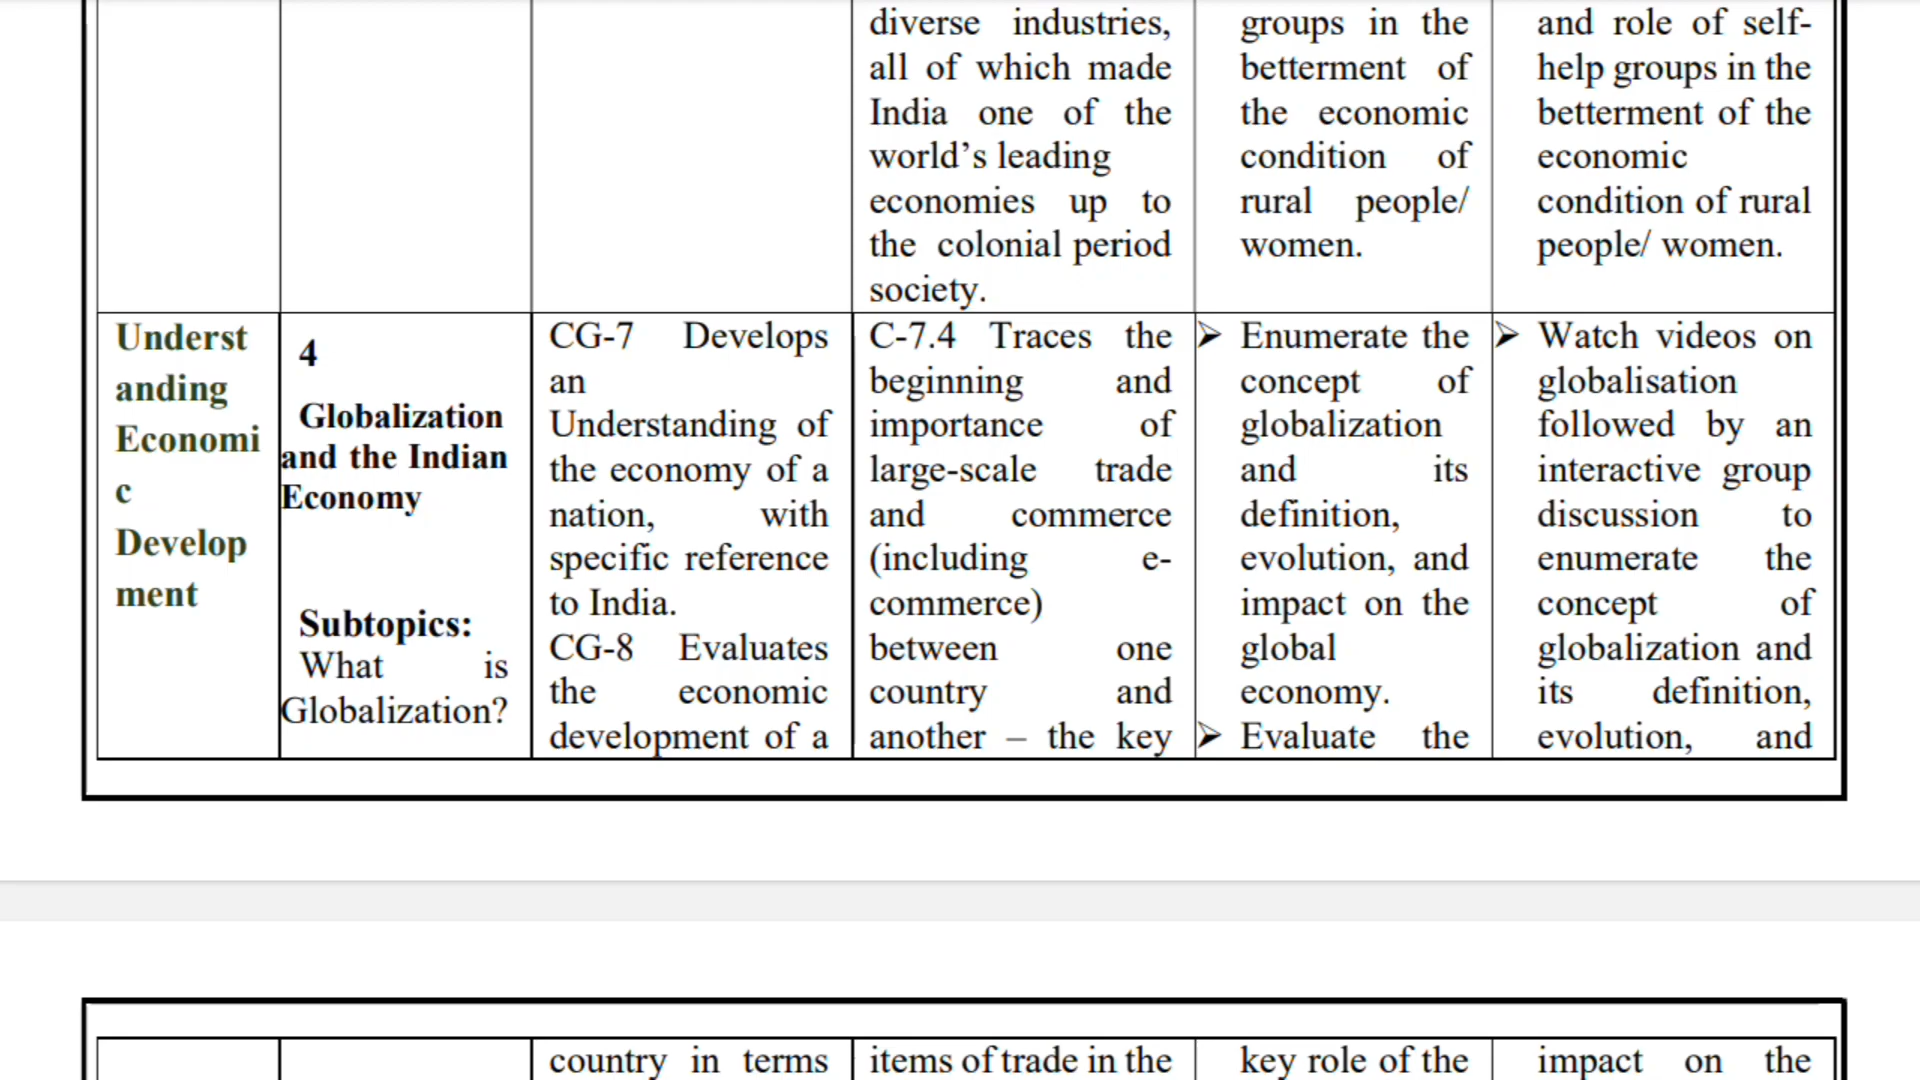 diverse industries,
all of which made
India one of the
world’s leading
economies up to
the colonial period
society.
groups in the
betterment of
the economic
condition of
rural people/
women.
and role of self-
help groups in the
betterment of the
economic
condition of rural
people/ women.
Underst
anding
Economi
c
Develop
ment
4
Globalization
and the Indian
Economy
Subtopics:
What is
Globalization?
CG-7 Develops
an
Understanding of
the economy of a
nation, with
specific reference
to India.
CG-8 Evaluates
the economic
development of a
C-7.4 Traces the
beginning and
importance of
large-scale trade
and commerce
(including e-
commerce)
between one
country and
another – the key
➢ Enumerate the
concept of
globalization
and its
definition,
evolution, and
impact on the
global
economy.
➢ Evaluate the
➢ Watch videos on
globalisation
followed by an
interactive group
discussion to
enumerate the
concept of
globalization and
its definition,
evolution, and
country in terms
items of trade in the
key role of the
impact on the